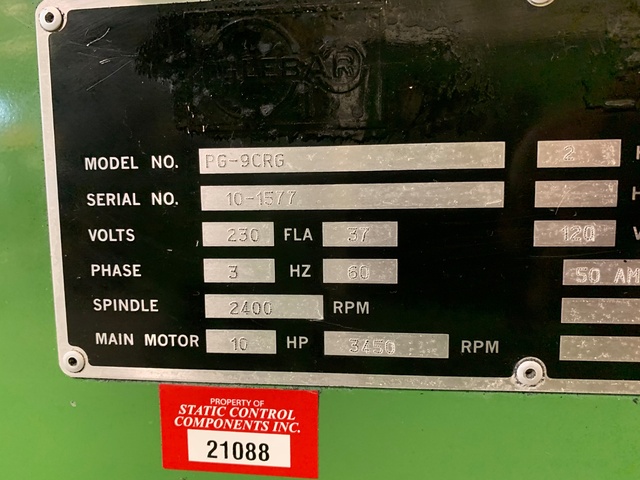 GLEBAR
MODEL NO. PG-9CRG 2
SERIAL NO. 10-1577
VOLTS 230 FLA 37 120
PHASE 3 HZ 60 50 AM
SPINDLE 2400 RPM
MAIN MOTOR 10 HP 3450 RPM
PROPERTY OF
STATIC CONTROL
COMPONENTS INC.
21088